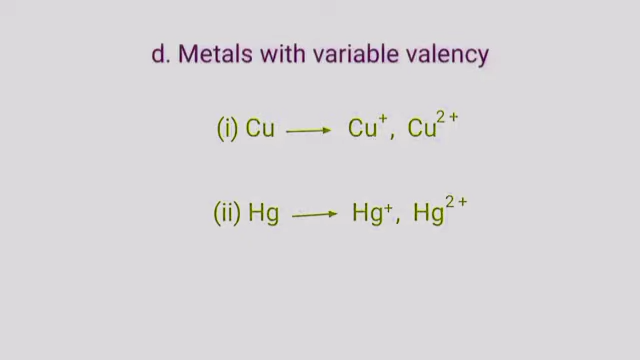 d. Metals with variable valency
(i) Cu ⟶ Cu⁺, Cu²⁺
(ii) Hg ⟶ Hg⁺, Hg²⁺